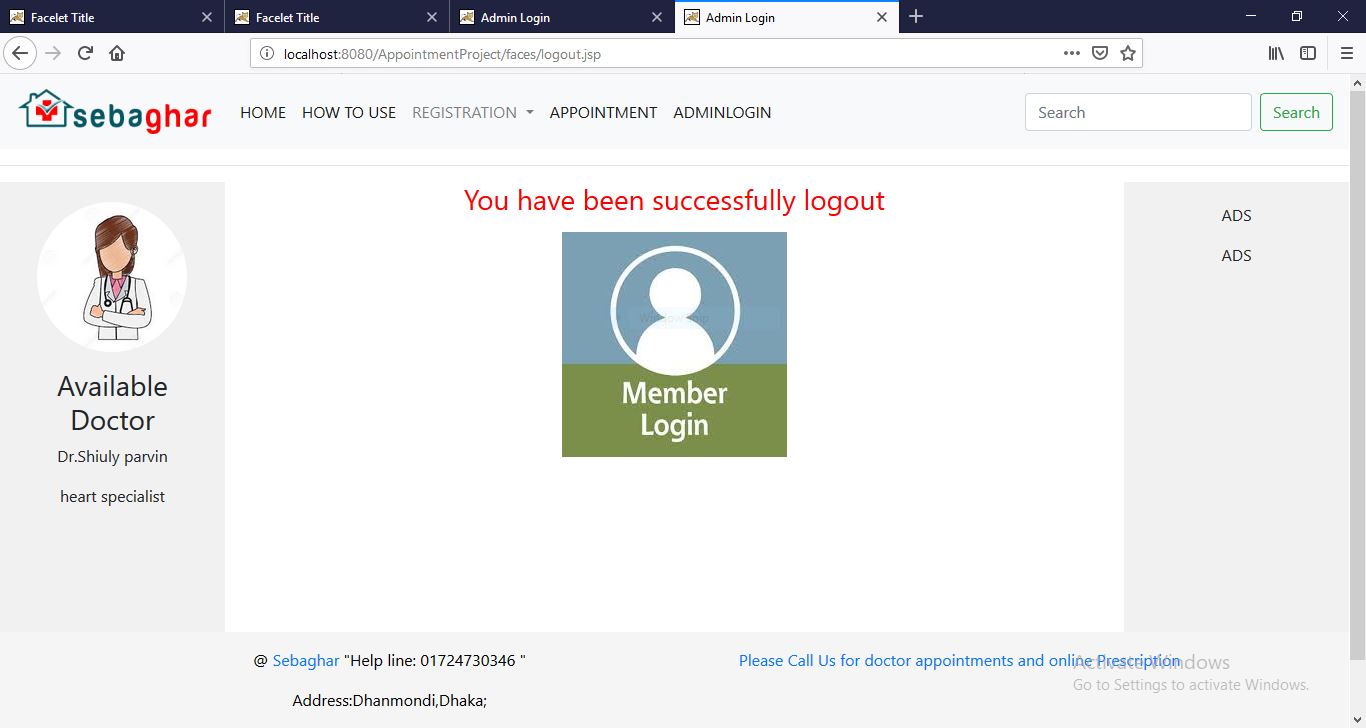 Facelet Title
Facelet Title
Admin Login
Admin Login
localhost:8080/AppointmentProject/faces/logout.jsp
sebaghar
HOME HOW TO USE REGISTRATION APPOINTMENT ADMINLOGIN
Search
Search
You have been successfully logout
Member
Login
Available
Doctor
Dr.Shiuly parvin
heart specialist
ADS
ADS
@ Sebaghar "Help line: 01724730346 "
Address:Dhanmondi,Dhaka;
Please Call Us for doctor appointments and online Prescription
Activate Windows
Go to Settings to activate Windows.